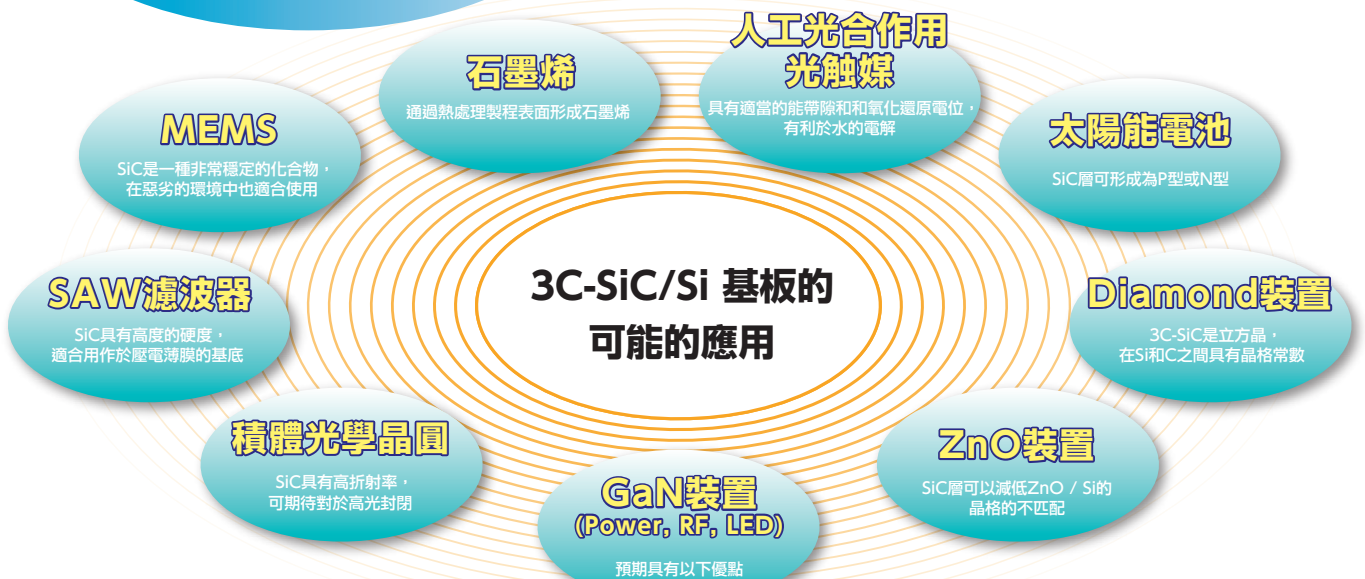 人工光合作用
光触媒
具有適當的能帶隙和和氧化還原電位，
有利於水的電解
石墨烯
通過熱處理製程表面形成石墨烯
MEMS
SiC是一種非常穩定的化合物，
在惡劣的環境中也適合使用
太陽能電池
SiC層可形成為P型或N型
3C-SiC/Si 基板的
可能的應用
SAW濾波器
SiC具有高度的硬度，
適合用作於壓電薄膜的基底
Diamond裝置
3C-SiC是立方晶，
在Si和C之間具有晶格常數
積體光學晶圓
SiC具有高折射率，
可期待對於高光封閉
ZnO裝置
SiC層可以減低ZnO / Si的
晶格的不匹配
GaN裝置
(Power, RF, LED)
預期具有以下優點